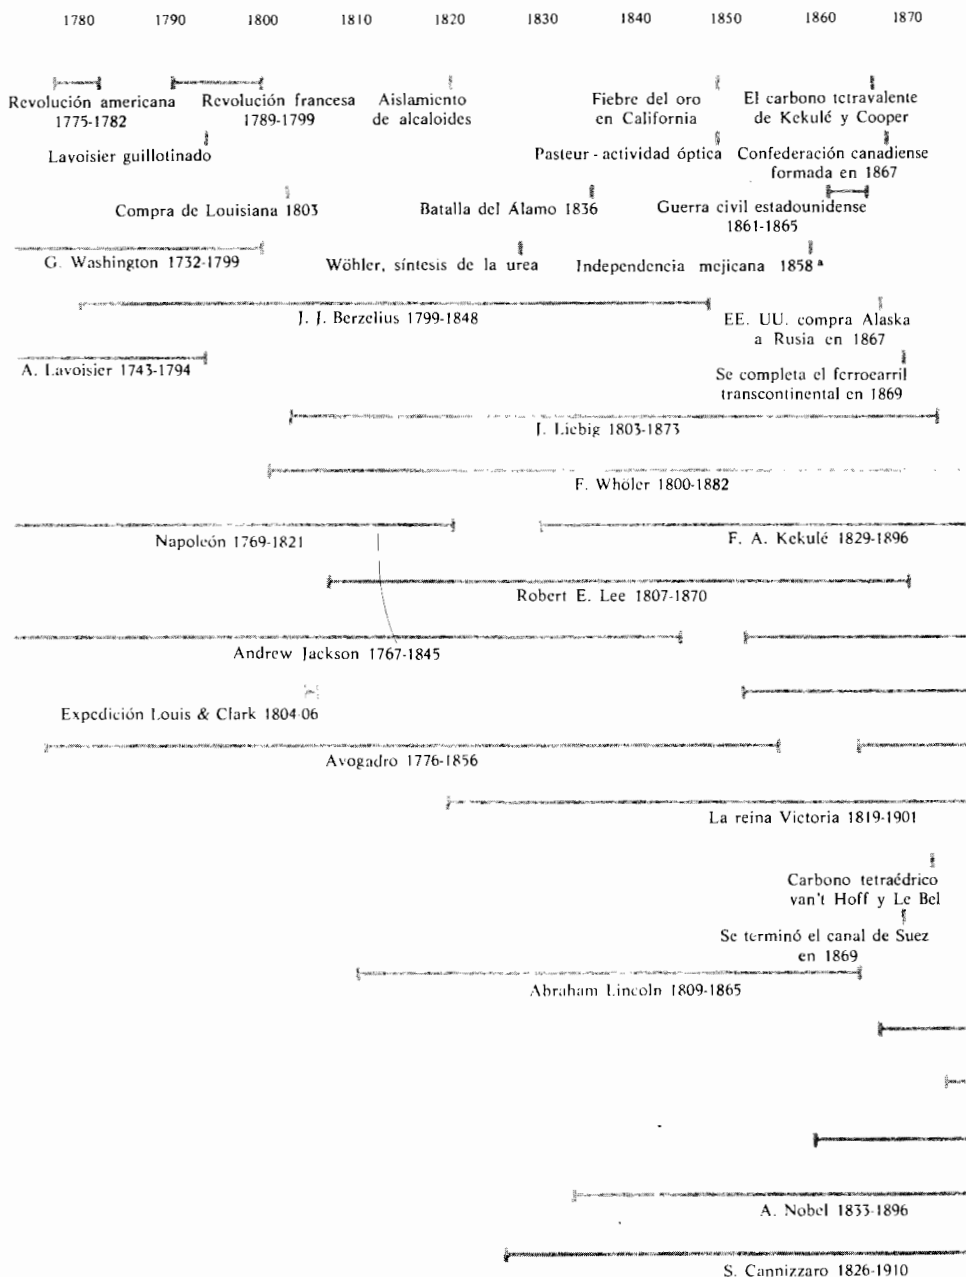 1780 1790 1800 1810 1820 1830 1840 1850 1860 1870
Revolución americana
1775-1782
Revolución francesa
1789-1799
Aislamiento
de alcaloides
Fiebre del oro
en California
El carbono tetravalente
de Kekulé y Cooper
Lavoisier guillotinado
Pasteur - actividad óptica
Confederación canadiense
formada en 1867
Compra de Louisiana 1803
Batalla del Álamo 1836
Guerra civil estadounidense
1861-1865
G. Washington 1732-1799
Wöhler, síntesis de la urea
Independencia mejicana 1858 a
J. J. Berzelius 1799-1848
EE. UU. compra Alaska
a Rusia en 1867
A. Lavoisier 1743-1794
Se completa el ferrocarril
transcontinental en 1869
J. Liebig 1803-1873
F. Whöler 1800-1882
Napoleón 1769-1821
F. A. Kekulé 1829-1896
Robert E. Lee 1807-1870
Andrew Jackson 1767-1845
Expedición Louis & Clark 1804-06
Avogadro 1776-1856
La reina Victoria 1819-1901
Carbono tetraédrico
van't Hoff y Le Bel
Se terminó el canal de Suez
en 1869
Abraham Lincoln 1809-1865
A. Nobel 1833-1896
S. Cannizzaro 1826-1910